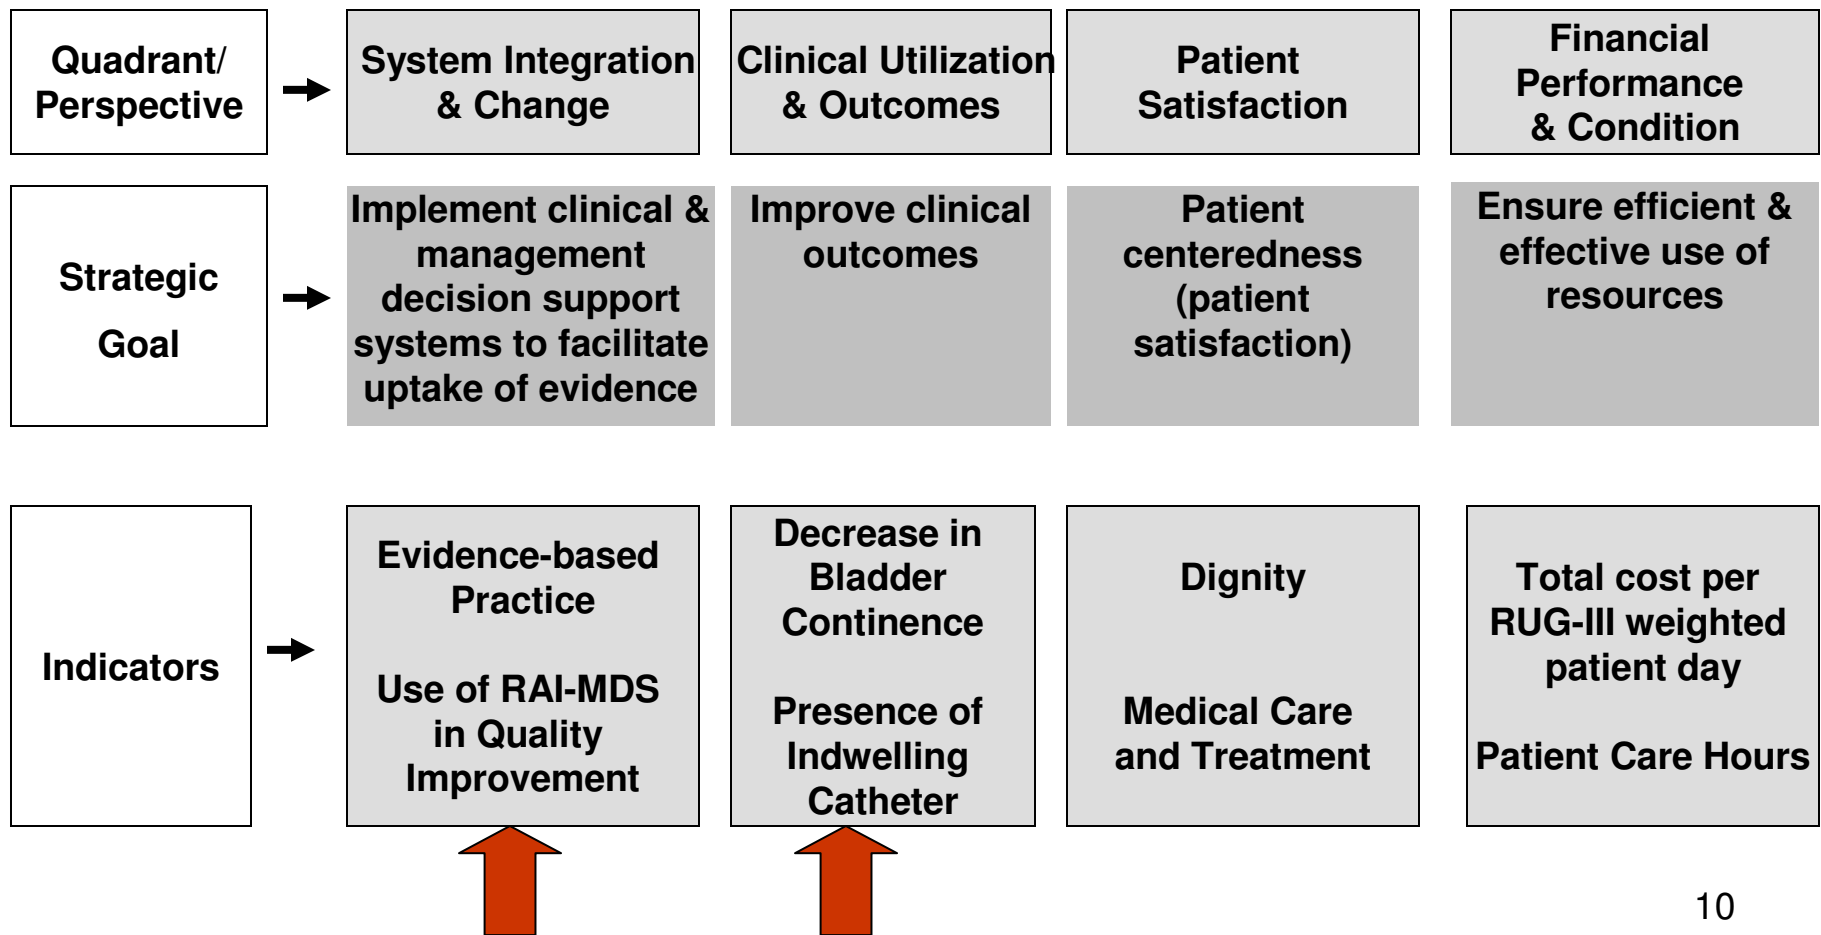 Quadrant/
Perspective
System Integration
& Change
Clinical Utilization
& Outcomes
Patient
Satisfaction
Financial
Performance
& Condition
Strategic
Goal
Implement clinical &
management
decision support
systems to facilitate
uptake of evidence
Improve clinical
outcomes
Patient
centeredness
(patient
satisfaction)
Ensure efficient &
effective use of
resources
Indicators
Evidence-based
Practice
Use of RAI-MDS
in Quality
Improvement
Decrease in
Bladder
Continence
Presence of
Indwelling
Catheter
Dignity
Medical Care
and Treatment
Total cost per
RUG-III weighted
patient day
Patient Care Hours
10